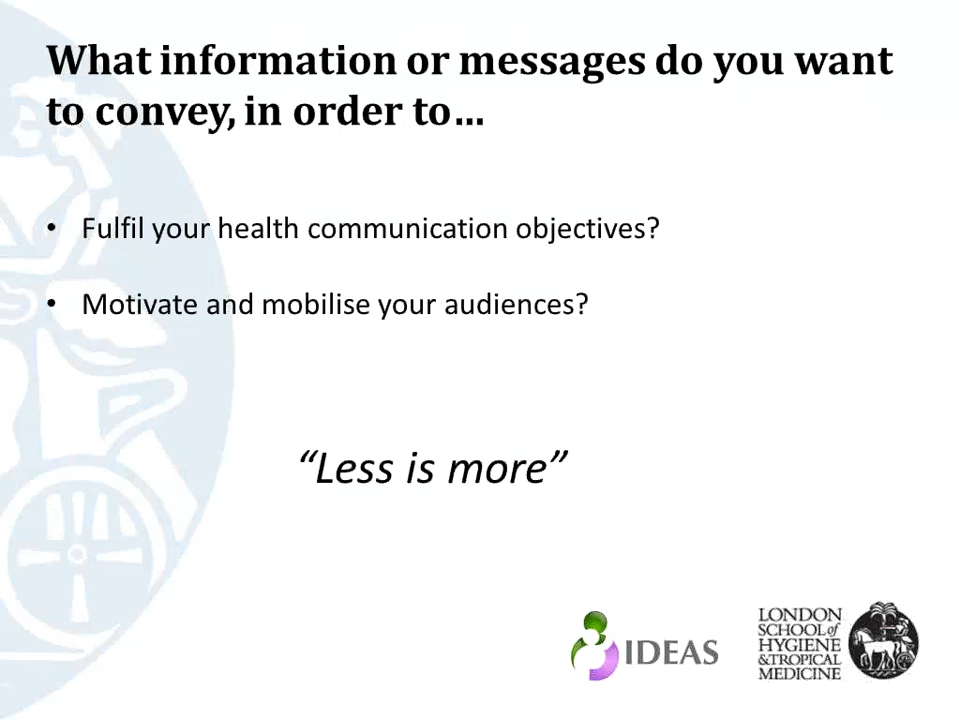 What information or messages do you want
to convey, in order to…
• Fulfil your health communication objectives?
• Motivate and mobilise your audiences?
“Less is more”
IDEAS
LONDON
SCHOOL of
HYGIENE
&TROPICAL
MEDICINE